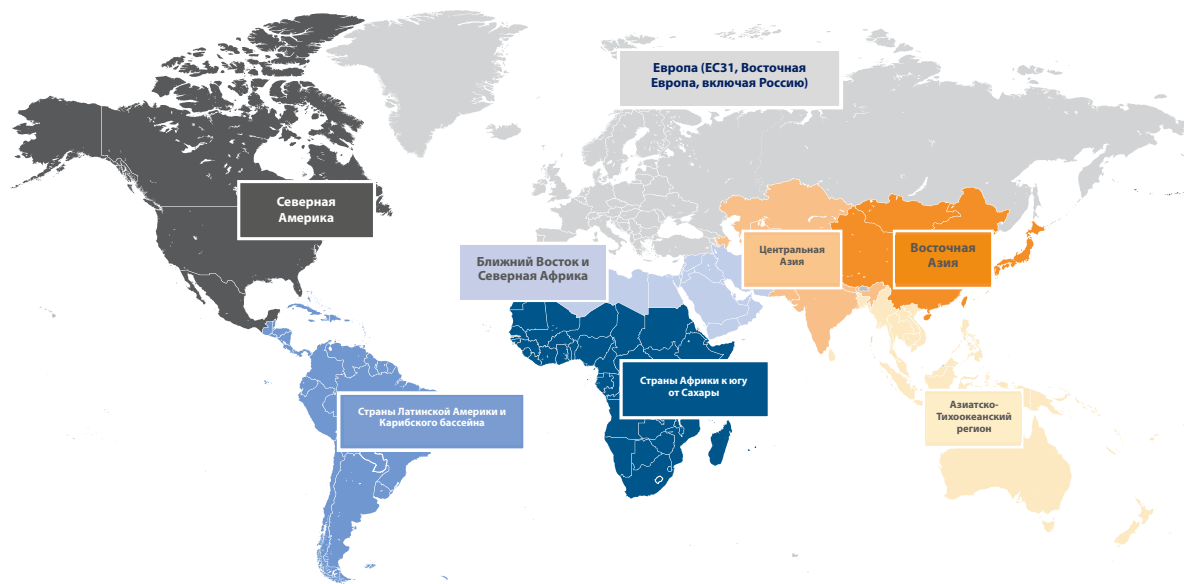 Европа (ЕС31, Восточная
Европа, включая Россию)
Северная
Америка
Ближний Восток и
Северная Африка
Центральная
Азия
Восточная
Азия
Страны Африки к югу
от Сахары
Страны Латинской Америки и
Карибского бассейна
Азиатско-
Тихоокеанский
регион